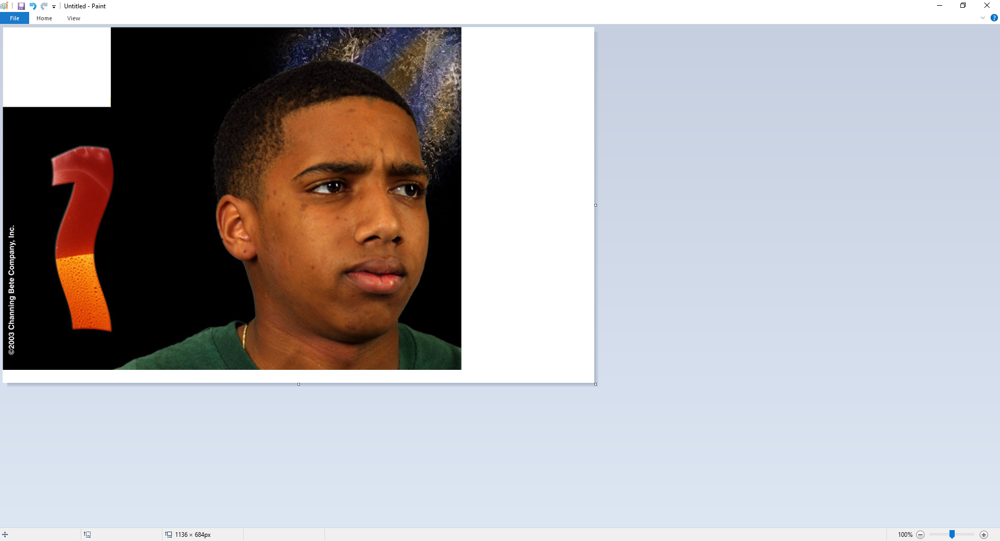 Untitled - Paint
File Home View
©2003 Channing Bete Company, Inc.
1136 × 684px
100%